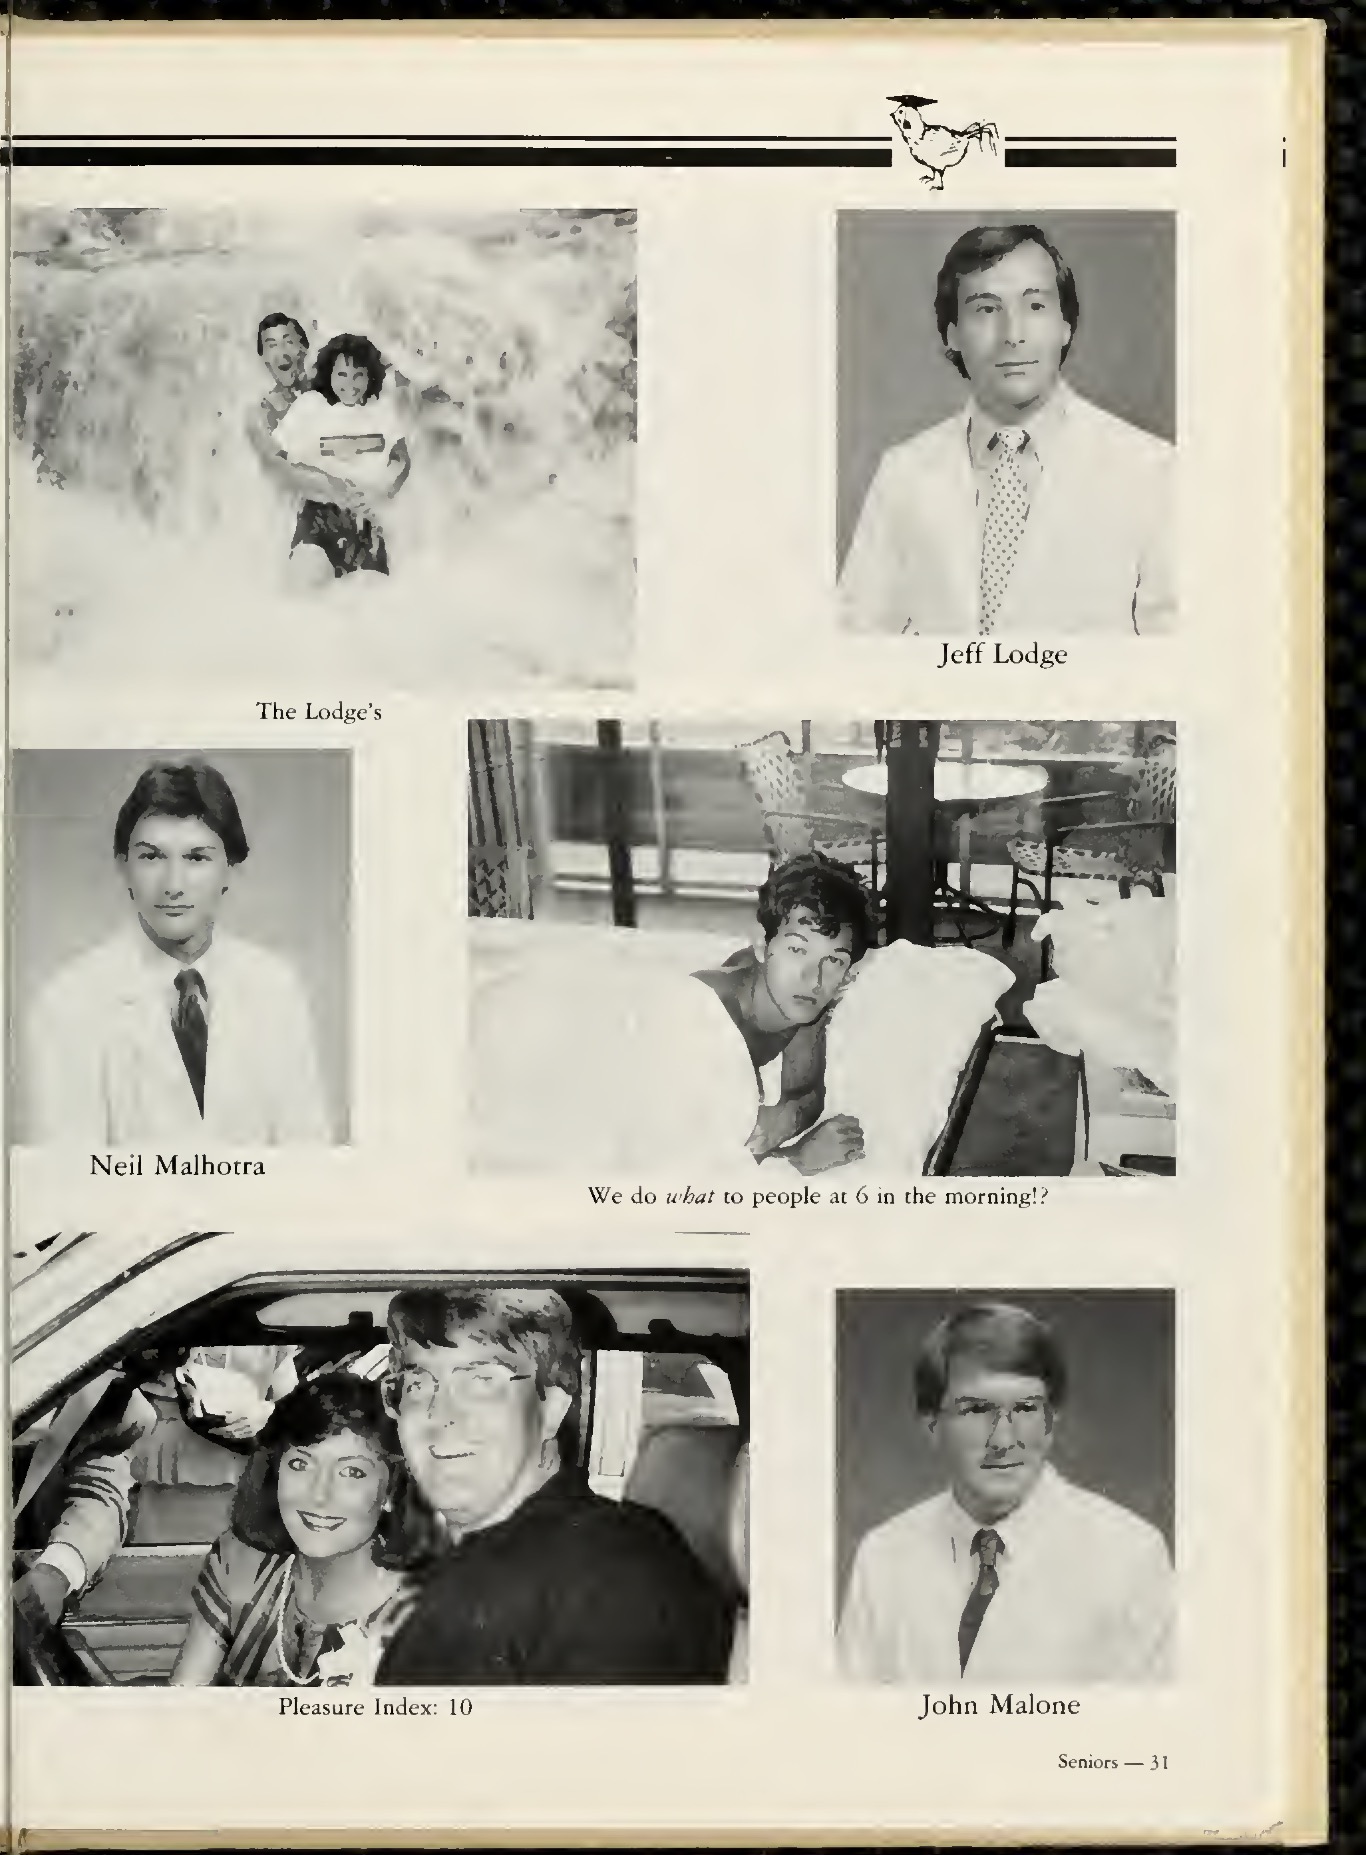 Jeff Lodge
The Lodge's
Neil Malhotra
We do what to people at 6 in the morning!?
Pleasure Index: 10
John Malone
Seniors — 31